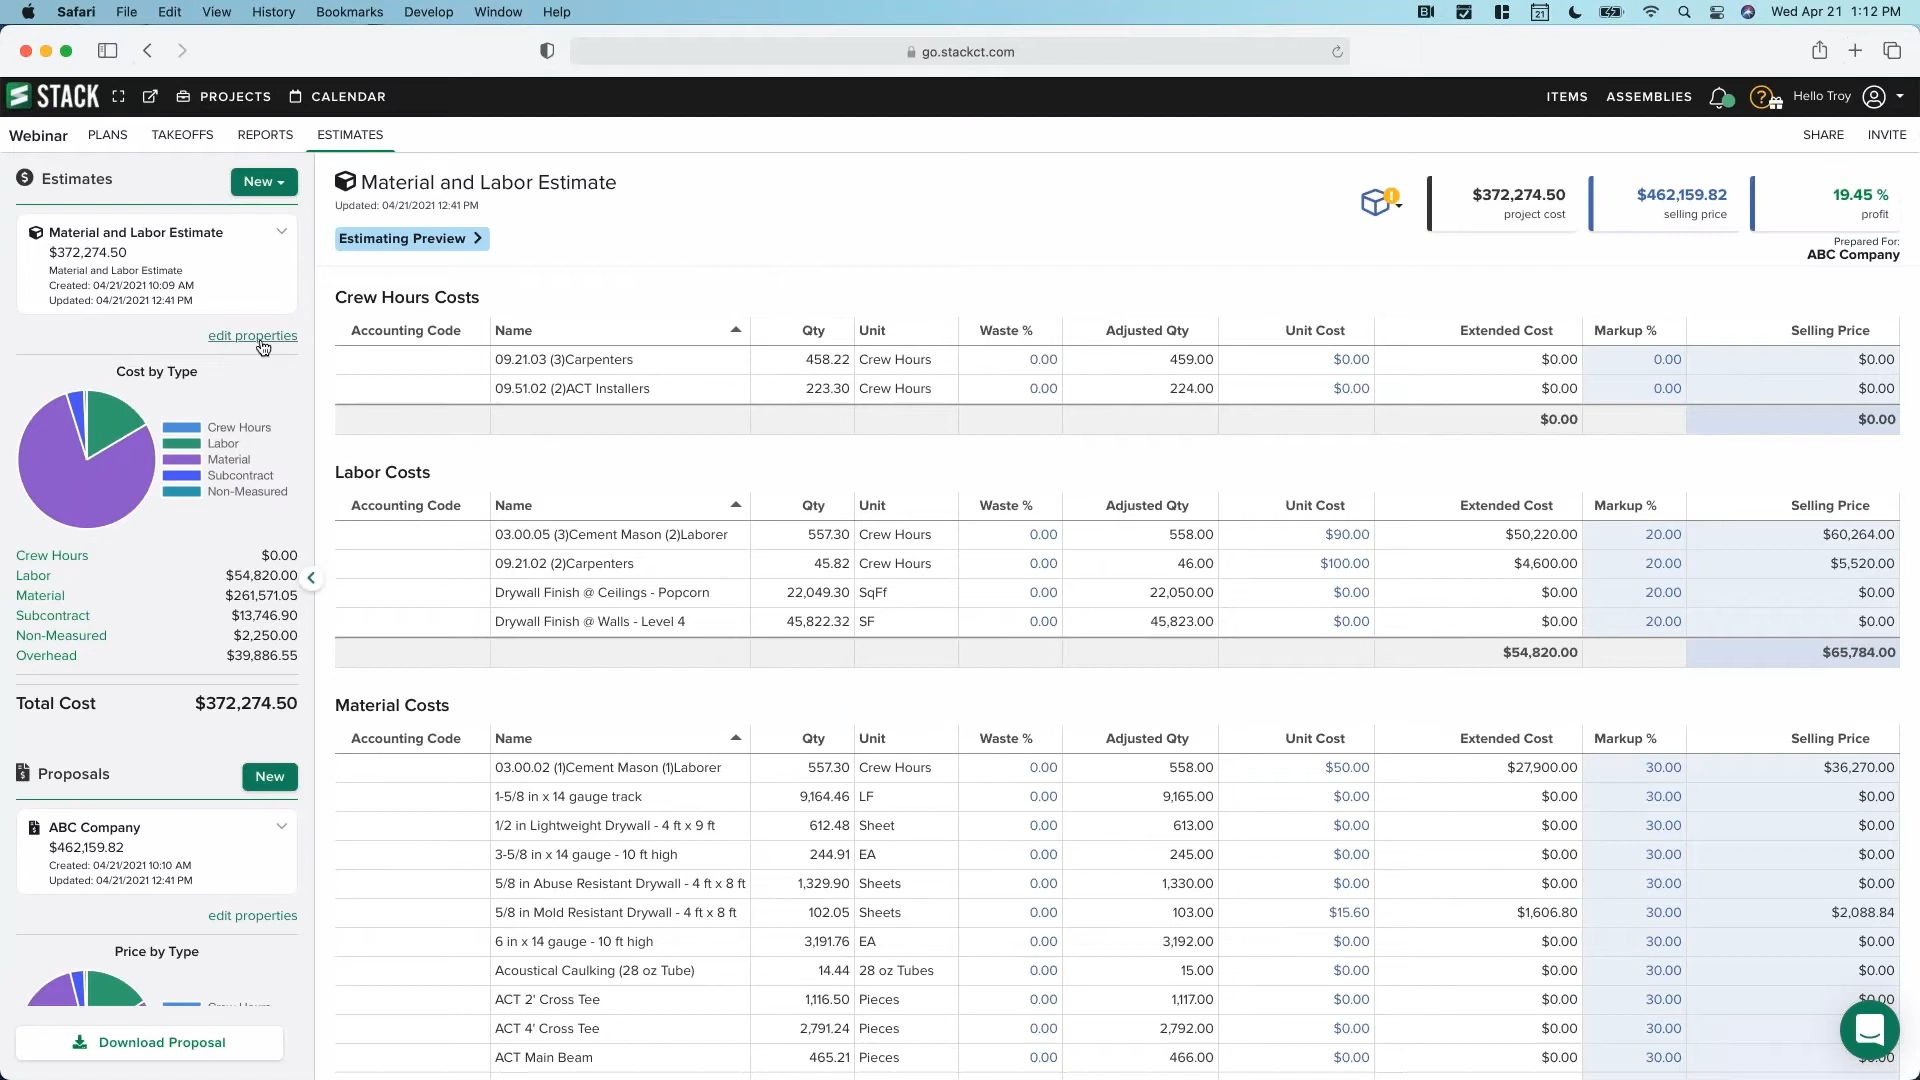 Safari File Edit View History Bookmarks Develop Window Help 21 Wed Apr 21 1:12 PM
go.stackct.com
STACK PROJECTS CALENDAR ITEMS ASSEMBLIES ? Hello Troy
Webinar PLANS TAKEOFFS REPORTS ESTIMATES SHARE INVITE
Estimates New
Material and Labor Estimate
$372,274.50
Material and Labor Estimate
Created: 04/21/2021 10:09 AM
Updated: 04/21/2021 12:41 PM
edit properties
Cost by Type
Crew Hours
Labor
Material
Subcontract
Non-Measured
Crew Hours $0.00
Labor $54,820.00
Material $261,571.05
Subcontract $13,746.90
Non-Measured $2,250.00
Overhead $39,886.55
Total Cost $372,274.50
Proposals New
ABC Company
$462,159.82
Created: 04/21/2021 10:10 AM
Updated: 04/21/2021 12:41 PM
edit properties
Price by Type
Download Proposal
Material and Labor Estimate
Updated: 04/21/2021 12:41 PM
Estimating Preview
$372,274.50 project cost
$462,159.82 selling price
19.45 % profit
Prepared For:
ABC Company
Crew Hours Costs
Accounting Code Name Qty Unit Waste % Adjusted Qty Unit Cost Extended Cost Markup % Selling Price
09.21.03 (3)Carpenters 458.22 Crew Hours 0.00 459.00 $0.00 $0.00 0.00 $0.00
09.51.02 (2)ACT Installers 223.30 Crew Hours 0.00 224.00 $0.00 $0.00 0.00 $0.00
$0.00 $0.00
Labor Costs
Accounting Code Name Qty Unit Waste % Adjusted Qty Unit Cost Extended Cost Markup % Selling Price
03.00.05 (3)Cement Mason (2)Laborer 557.30 Crew Hours 0.00 558.00 $90.00 $50,220.00 20.00 $60,264.00
09.21.02 (2)Carpenters 45.82 Crew Hours 0.00 46.00 $100.00 $4,600.00 20.00 $5,520.00
Drywall Finish @ Ceilings - Popcorn 22,049.30 SqFf 0.00 22,050.00 $0.00 $0.00 20.00 $0.00
Drywall Finish @ Walls - Level 4 45,822.32 SF 0.00 45,823.00 $0.00 $0.00 20.00 $0.00
$54,820.00 $65,784.00
Material Costs
Accounting Code Name Qty Unit Waste % Adjusted Qty Unit Cost Extended Cost Markup % Selling Price
03.00.02 (1)Cement Mason (1)Laborer 557.30 Crew Hours 0.00 558.00 $50.00 $27,900.00 30.00 $36,270.00
1-5/8 in x 14 gauge track 9,164.46 LF 0.00 9,165.00 $0.00 $0.00 30.00 $0.00
1/2 in Lightweight Drywall - 4 ft x 9 ft 612.48 Sheet 0.00 613.00 $0.00 $0.00 30.00 $0.00
3-5/8 in x 14 gauge - 10 ft high 244.91 EA 0.00 245.00 $0.00 $0.00 30.00 $0.00
5/8 in Abuse Resistant Drywall - 4 ft x 8 ft 1,329.90 Sheets 0.00 1,330.00 $0.00 $0.00 30.00 $0.00
5/8 in Mold Resistant Drywall - 4 ft x 8 ft 102.05 Sheets 0.00 103.00 $15.60 $1,606.80 30.00 $2,088.84
6 in x 14 gauge - 10 ft high 3,191.76 EA 0.00 3,192.00 $0.00 $0.00 30.00 $0.00
Acoustical Caulking (28 oz Tube) 14.44 28 oz Tubes 0.00 15.00 $0.00 $0.00 30.00 $0.00
ACT 2' Cross Tee 1,116.50 Pieces 0.00 1,117.00 $0.00 $0.00 30.00 $0.00
ACT 4' Cross Tee 2,791.24 Pieces 0.00 2,792.00 $0.00 $0.00 30.00
ACT Main Beam 465.21 Pieces 0.00 466.00 $0.00 $0.00 30.00